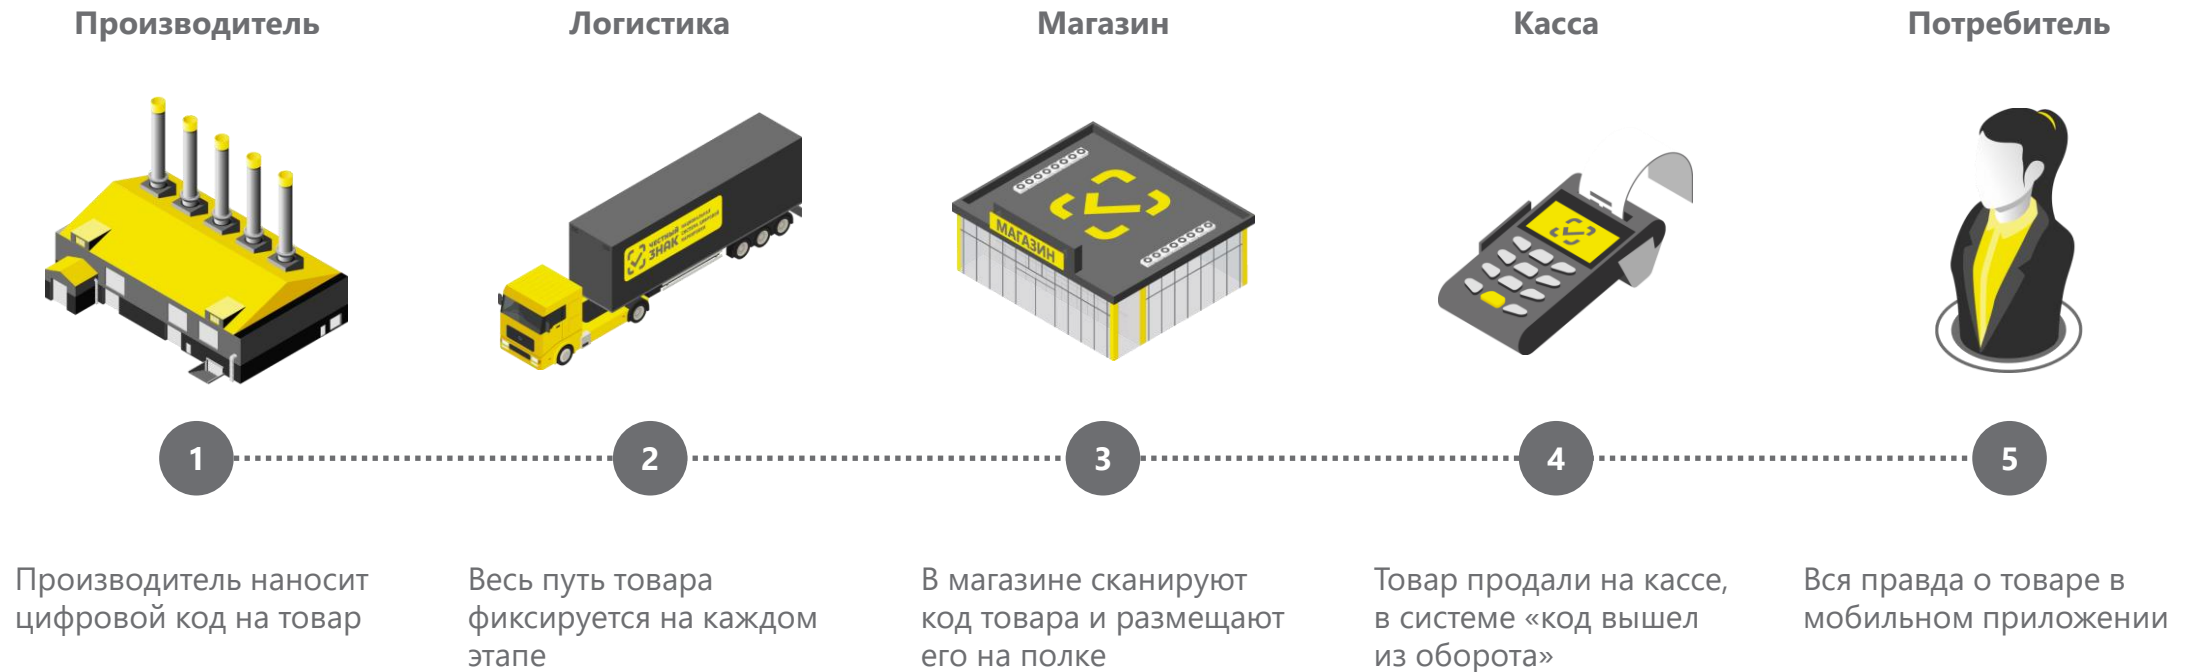 Производитель
Логистика
Магазин
Касса
Потребитель
ЧЕСТНЫЙ
ЗНАК
МАГАЗИН
1
2
3
4
5
Производитель наносит
цифровой код на товар
Весь путь товара
фиксируется на каждом
этапе
В магазине сканируют
код товара и размещают
его на полке
Товар продали на кассе,
в системе «код вышел
из оборота»
Вся правда о товаре в
мобильном приложении